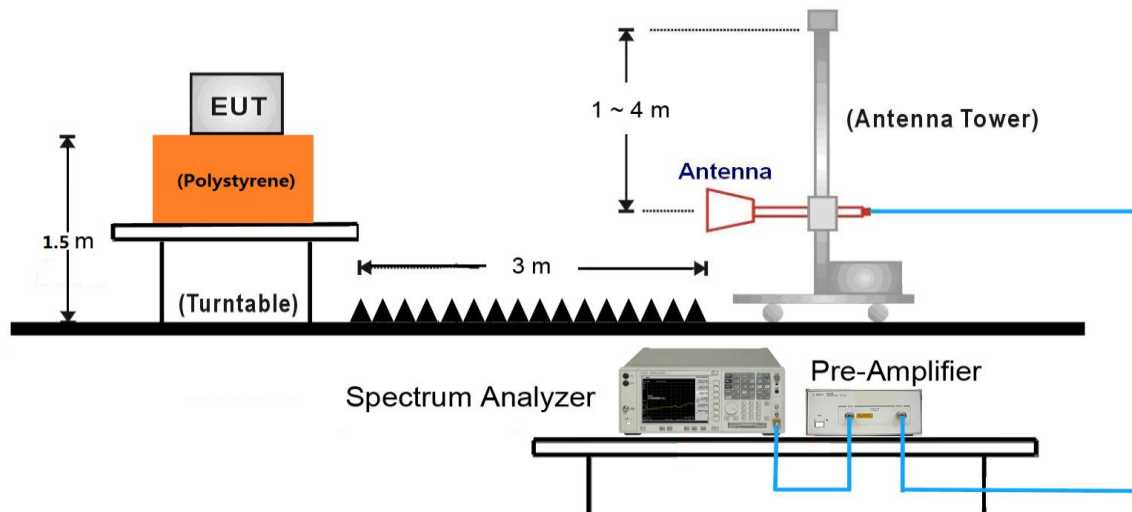 EUT
(Polystyrene)
1.5 m
(Turntable)
3 m
1 ~ 4 m
(Antenna Tower)
Antenna
Spectrum Analyzer
Pre-Amplifier